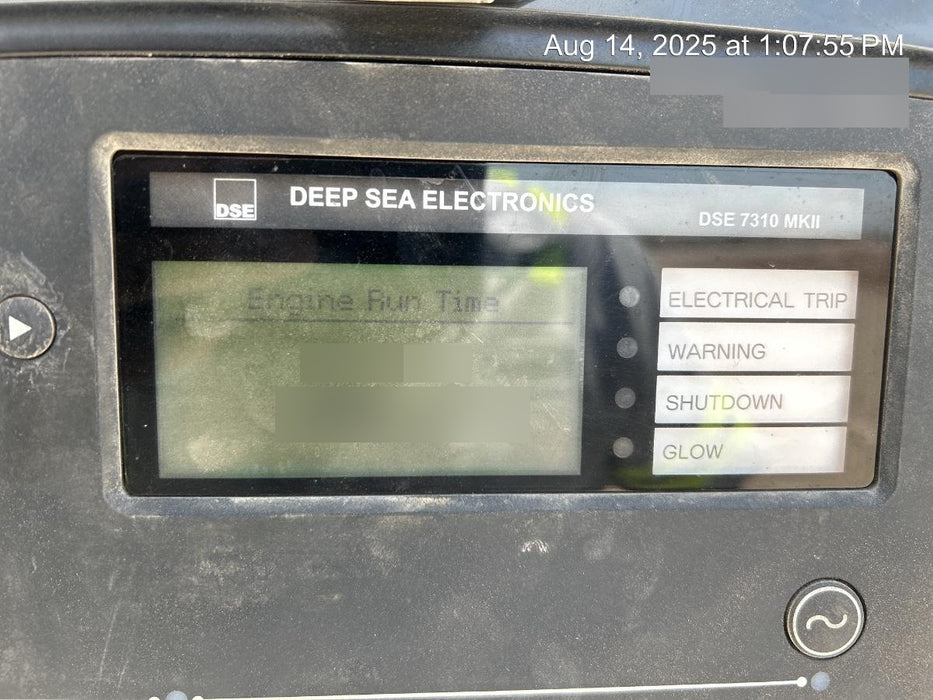 Aug 14, 2025 at 1:07:55 PM
DSE
DEEP SEA ELECTRONICS
DSE 7310 MKII
Engine Run Time
ELECTRICAL TRIP
WARNING
SHUTDOWN
GLOW